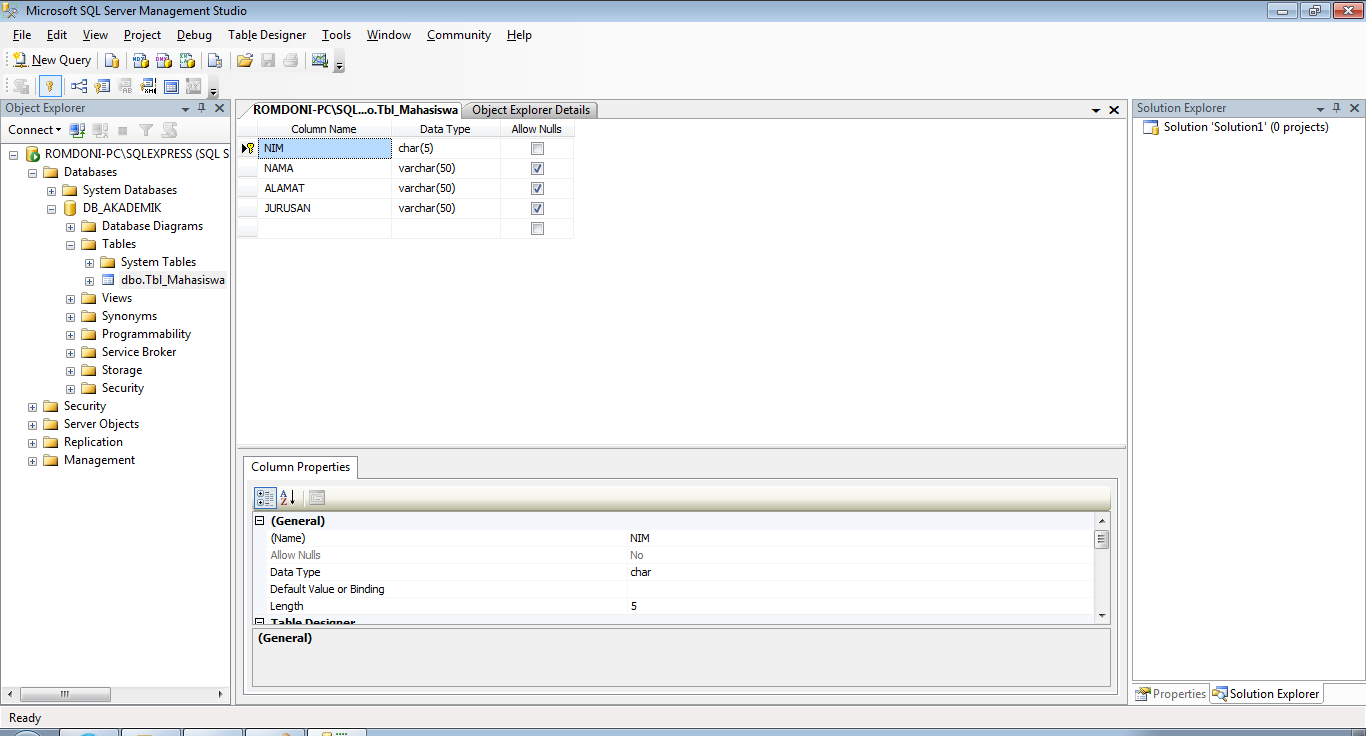 Microsoft SQL Server Management Studio
File Edit View Project Debug Table Designer Tools Window Community Help
New Query
Object Explorer
Connect
ROMDONI-PC\SQLEXPRESS (SQL S
Databases
System Databases
DB_AKADEMIK
Database Diagrams
Tables
System Tables
dbo.Tbl_Mahasiswa
Views
Synonyms
Programmability
Service Broker
Storage
Security
Security
Server Objects
Replication
Management
ROMDONI-PC\SQL...o.Tbl_Mahasiswa Object Explorer Details
Column Name Data Type Allow Nulls
NIM char(5)
NAMA varchar(50)
ALAMAT varchar(50)
JURUSAN varchar(50)
Column Properties
(General)
(Name) NIM
Allow Nulls No
Data Type char
Default Value or Binding
Length 5
Table Designer
(General)
Solution Explorer
Solution 'Solution1' (0 projects)
Properties Solution Explorer
Ready